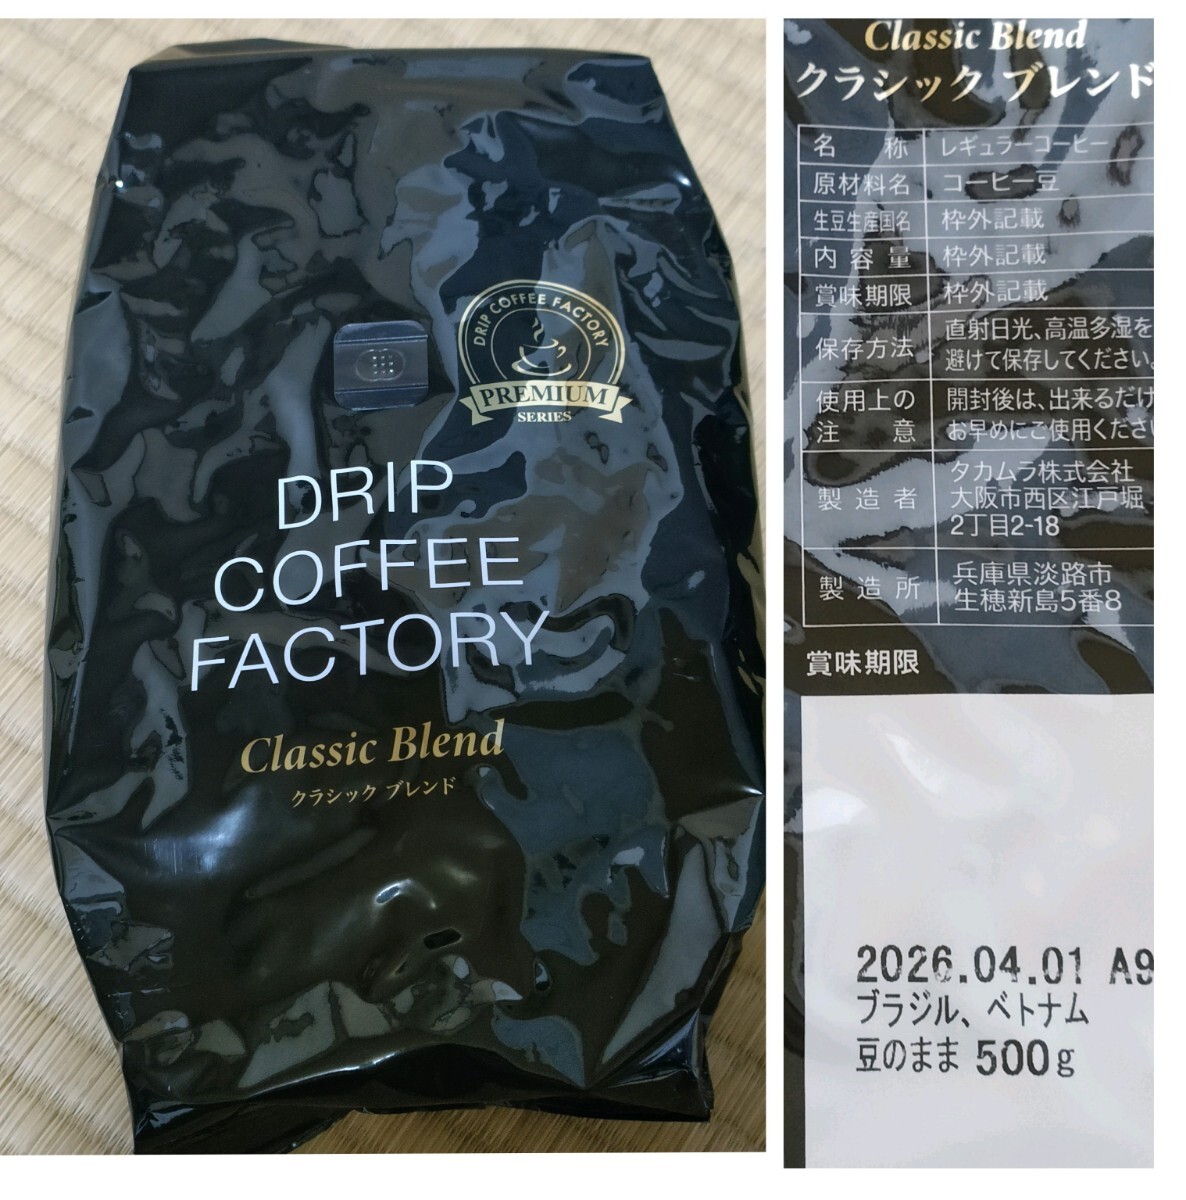 DRIP COFFEE FACTORY
PREMIUM
SERIES
DRIP
COFFEE
FACTORY
Classic Blend
クラシック ブレンド
Classic Blend
クラシック ブレンド
名称 レギュラーコーヒー
原材料名 コーヒー豆
生豆生産国名 枠外記載
内容量 枠外記載
賞味期限 枠外記載
保存方法 直射日光、高温多湿を
避けて保存してください。
使用上の注意 開封後は、出来るだけ
お早めにご使用くださ
製造者 タカムラ株式会社
大阪市西区江戸堀
2丁目2-18
製造所 兵庫県淡路市
生穂新島5番8
賞味期限
2026.04.01 A9
ブラジル、ベトナム
豆のまま 500g